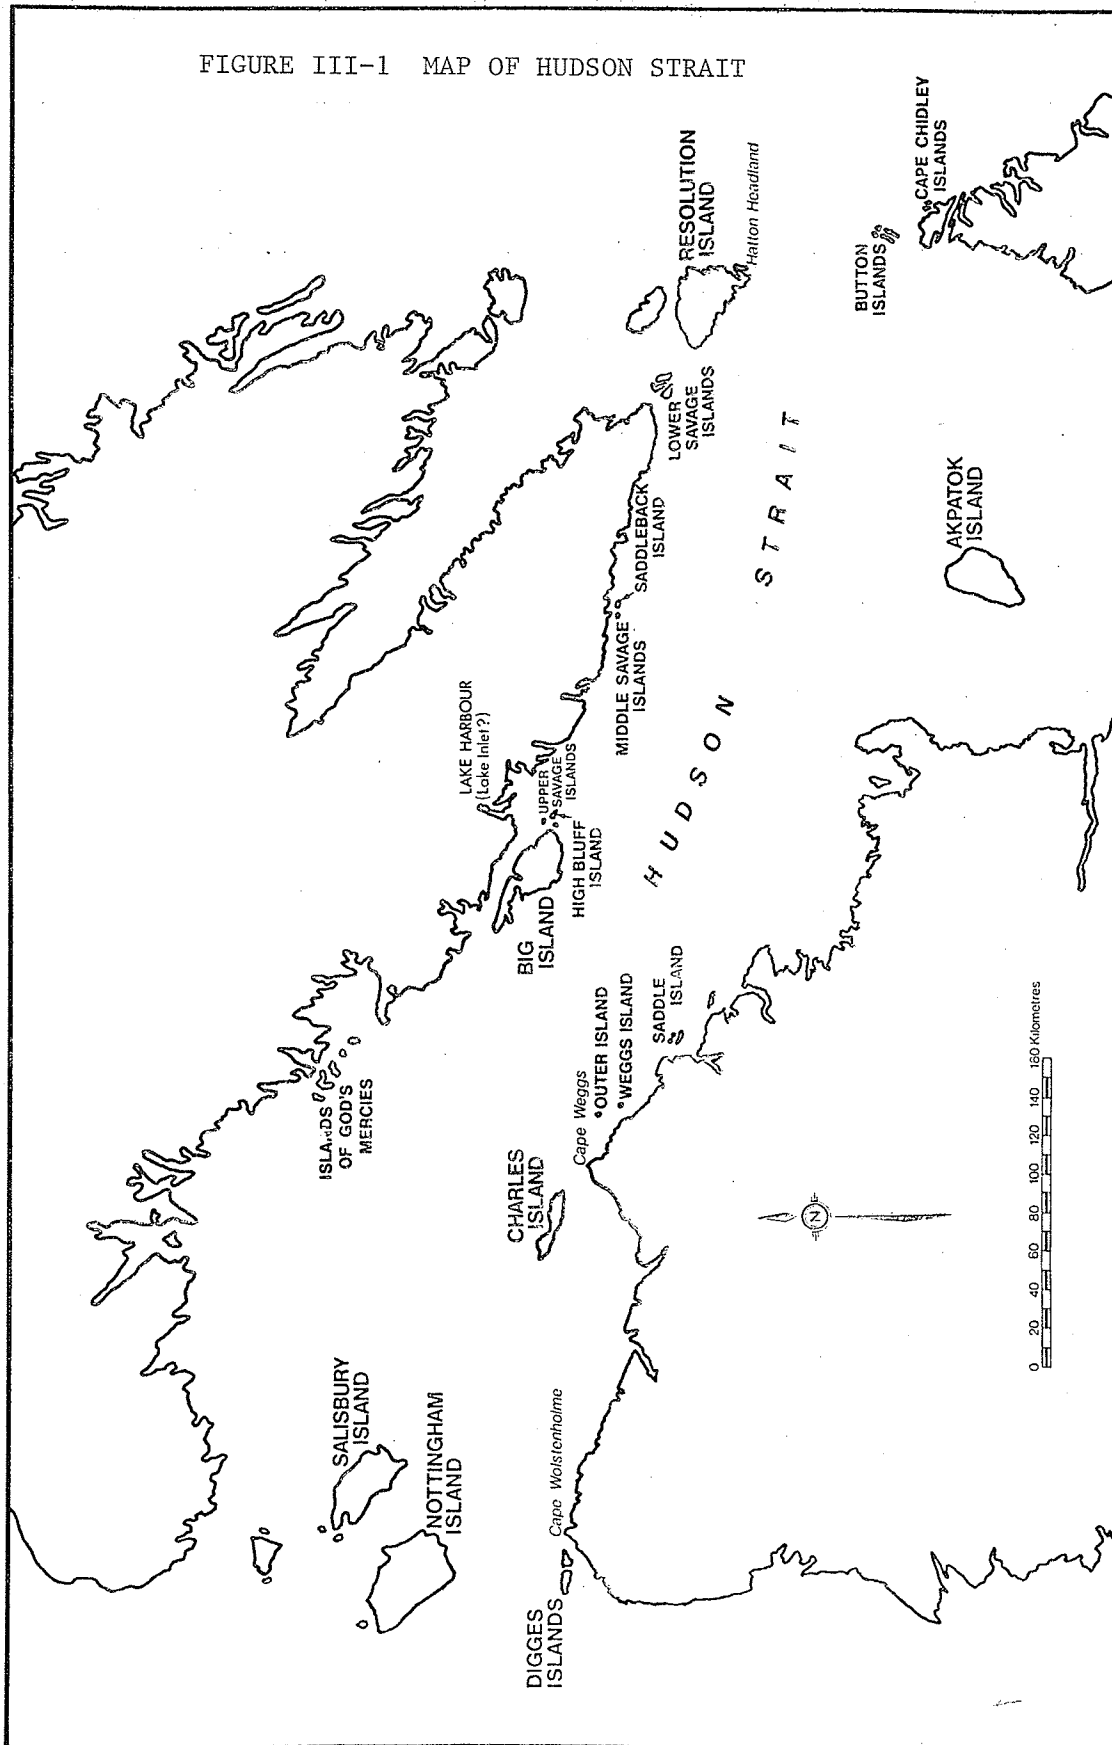 FIGURE III-1 MAP OF HUDSON STRAIT
RESOLUTION
ISLAND
Hatton Headland
CAPE CHIDLEY
ISLANDS
BUTTON
ISLANDS
LOWER
SAVAGE
ISLANDS
SADDLEBACK
ISLAND
MIDDLE SAVAGE
ISLANDS
AKPATOK
ISLAND
HUDSON STRAIT
LAKE HARBOUR
(Lake Inlet?)
UPPER
SAVAGE
ISLANDS
HIGH BLUFF
ISLAND
BIG
ISLAND
SADDLE
ISLAND
OUTER ISLAND
WEGGS ISLAND
Cape Weggs
ISLANDS
OF GOD'S
MERCIES
CHARLES
ISLAND
SALISBURY
ISLAND
NOTTINGHAM
ISLAND
Cape Wolstenholme
DIGGES
ISLANDS
N
0 20 40 60 80 100 120 140 160 Kilometres